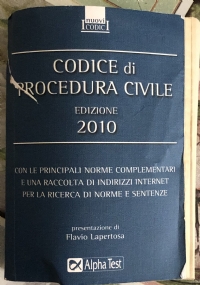 nuovi
CODICI
CODICE di
PROCEDURA CIVILE
EDIZIONE
2010
CON LE PRINCIPALI NORME COMPLEMENTARI
E UNA RACCOLTA DI INDIRIZZI INTERNET
PER LA RICERCA DI NORME E SENTENZE
presentazione di
Flavio Lapertosa
Alpha Test